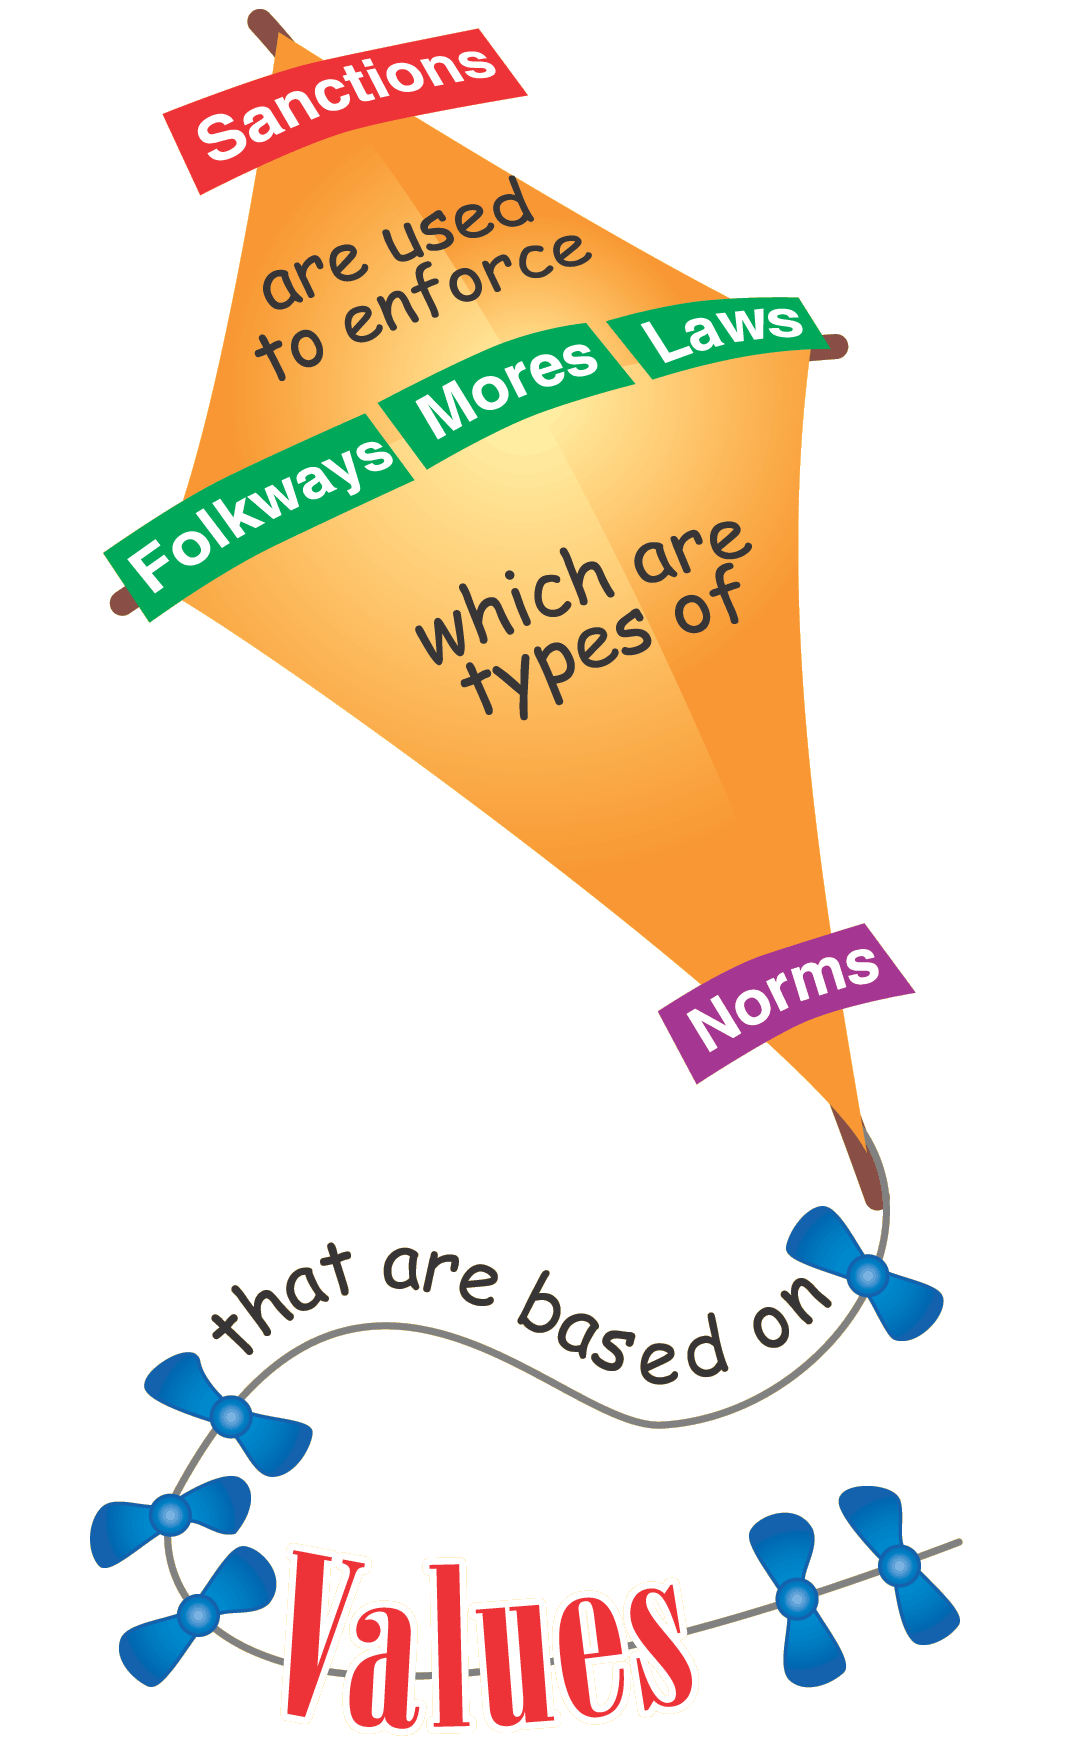 Sanctions
are used
to enforce
Folkways Mores Laws
which are
types of
Norms
that are based on
Values